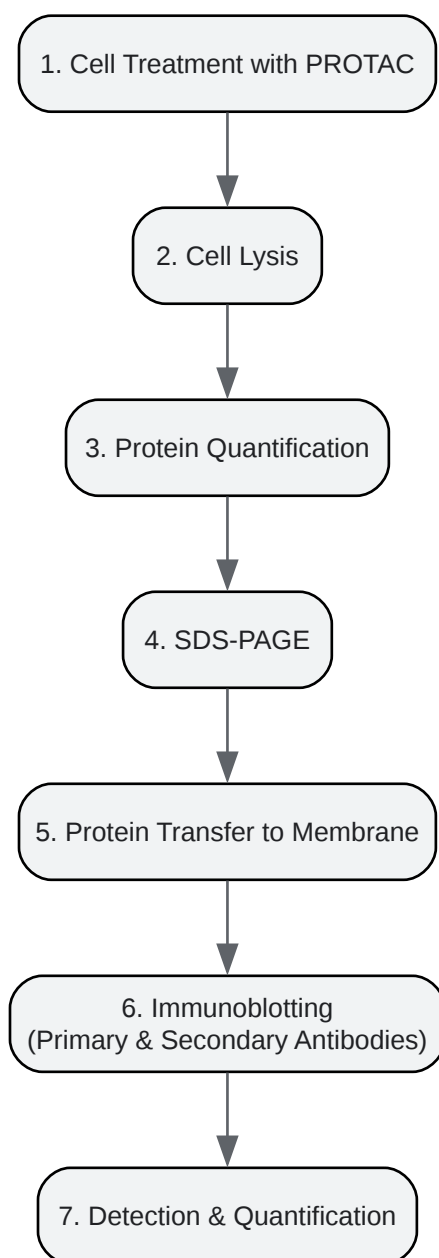 1. Cell Treatment with PROTAC
2. Cell Lysis
3. Protein Quantification
4. SDS-PAGE
5. Protein Transfer to Membrane
6. Immunoblotting
(Primary & Secondary Antibodies)
7. Detection & Quantification